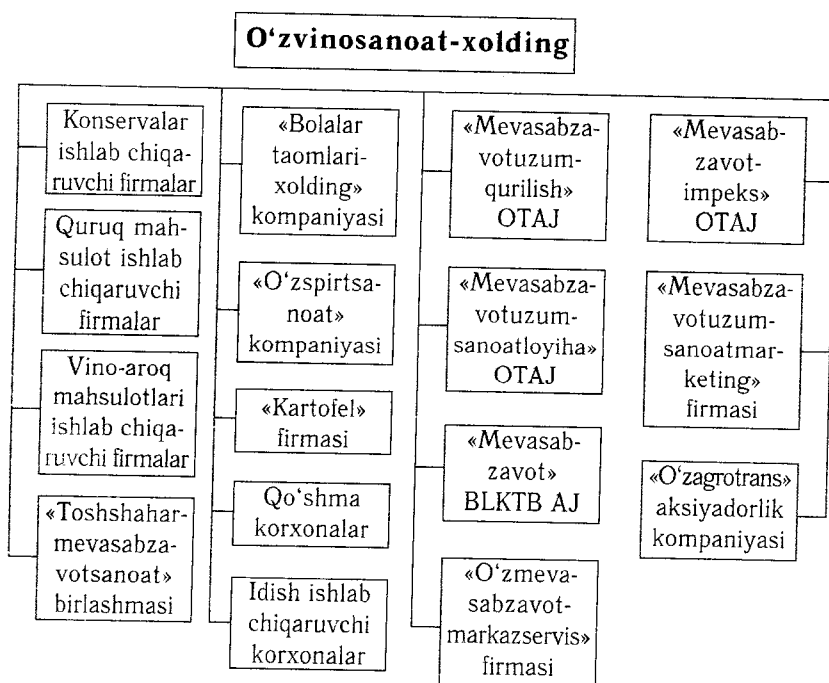 O‘zvinosanoat-xolding
Konservalar
ishlab chiqa-
ruvchi firmalar
Quruq mah-
sulot ishlab
chiqaruvchi
firmalar
Vino-aroq
mahsulotlari
ishlab chiqa-
ruvchi firmalar
«Toshshahar-
mevasabza-
votsanoat»
birlashmasi
«Bolalar
taomlari-
xolding»
kompaniyasi
«O‘zspirtsa-
noat»
kompaniyasi
«Kartofel»
firmasi
Qo‘shma
korxonalar
Idish ishlab
chiqaruvchi
korxonalar
«Mevasabza-
votuzum-
qurilish»
OTAJ
«Mevasabza-
votuzum-
sanoatloyiha»
OTAJ
«Mevasab-
zavot»
BLKTB AJ
«O‘zmeva-
sabzavot-
markazservis»
firmasi
«Mevasab-
zavot-
impeks»
OTAJ
«Mevasabza-
votuzum-
sanoatmar-
keting»
firmasi
«O‘zagrotrans»
aksiyadorlik
kompaniyasi